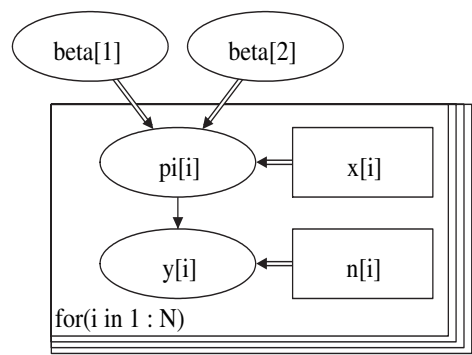 beta[1] beta[2]
pi[i] x[i]
y[i] n[i]
for(i in 1 : N)